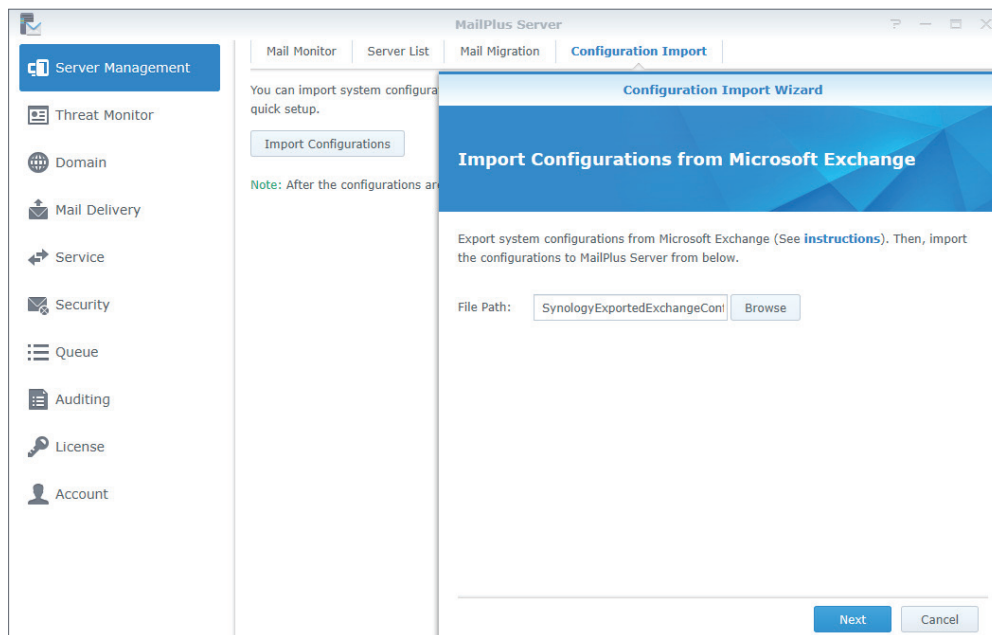 MailPlus Server
Server Management
Threat Monitor
Domain
Mail Delivery
Service
Security
Queue
Auditing
License
Account
Mail Monitor
Server List
Mail Migration
Configuration Import
You can import system configura
quick setup.
Import Configurations
Note: After the configurations are
Configuration Import Wizard
Import Configurations from Microsoft Exchange
Export system configurations from Microsoft Exchange (See instructions). Then, import
the configurations to MailPlus Server from below.
File Path:
SynologyExportedExchangeCont
Browse
Next
Cancel